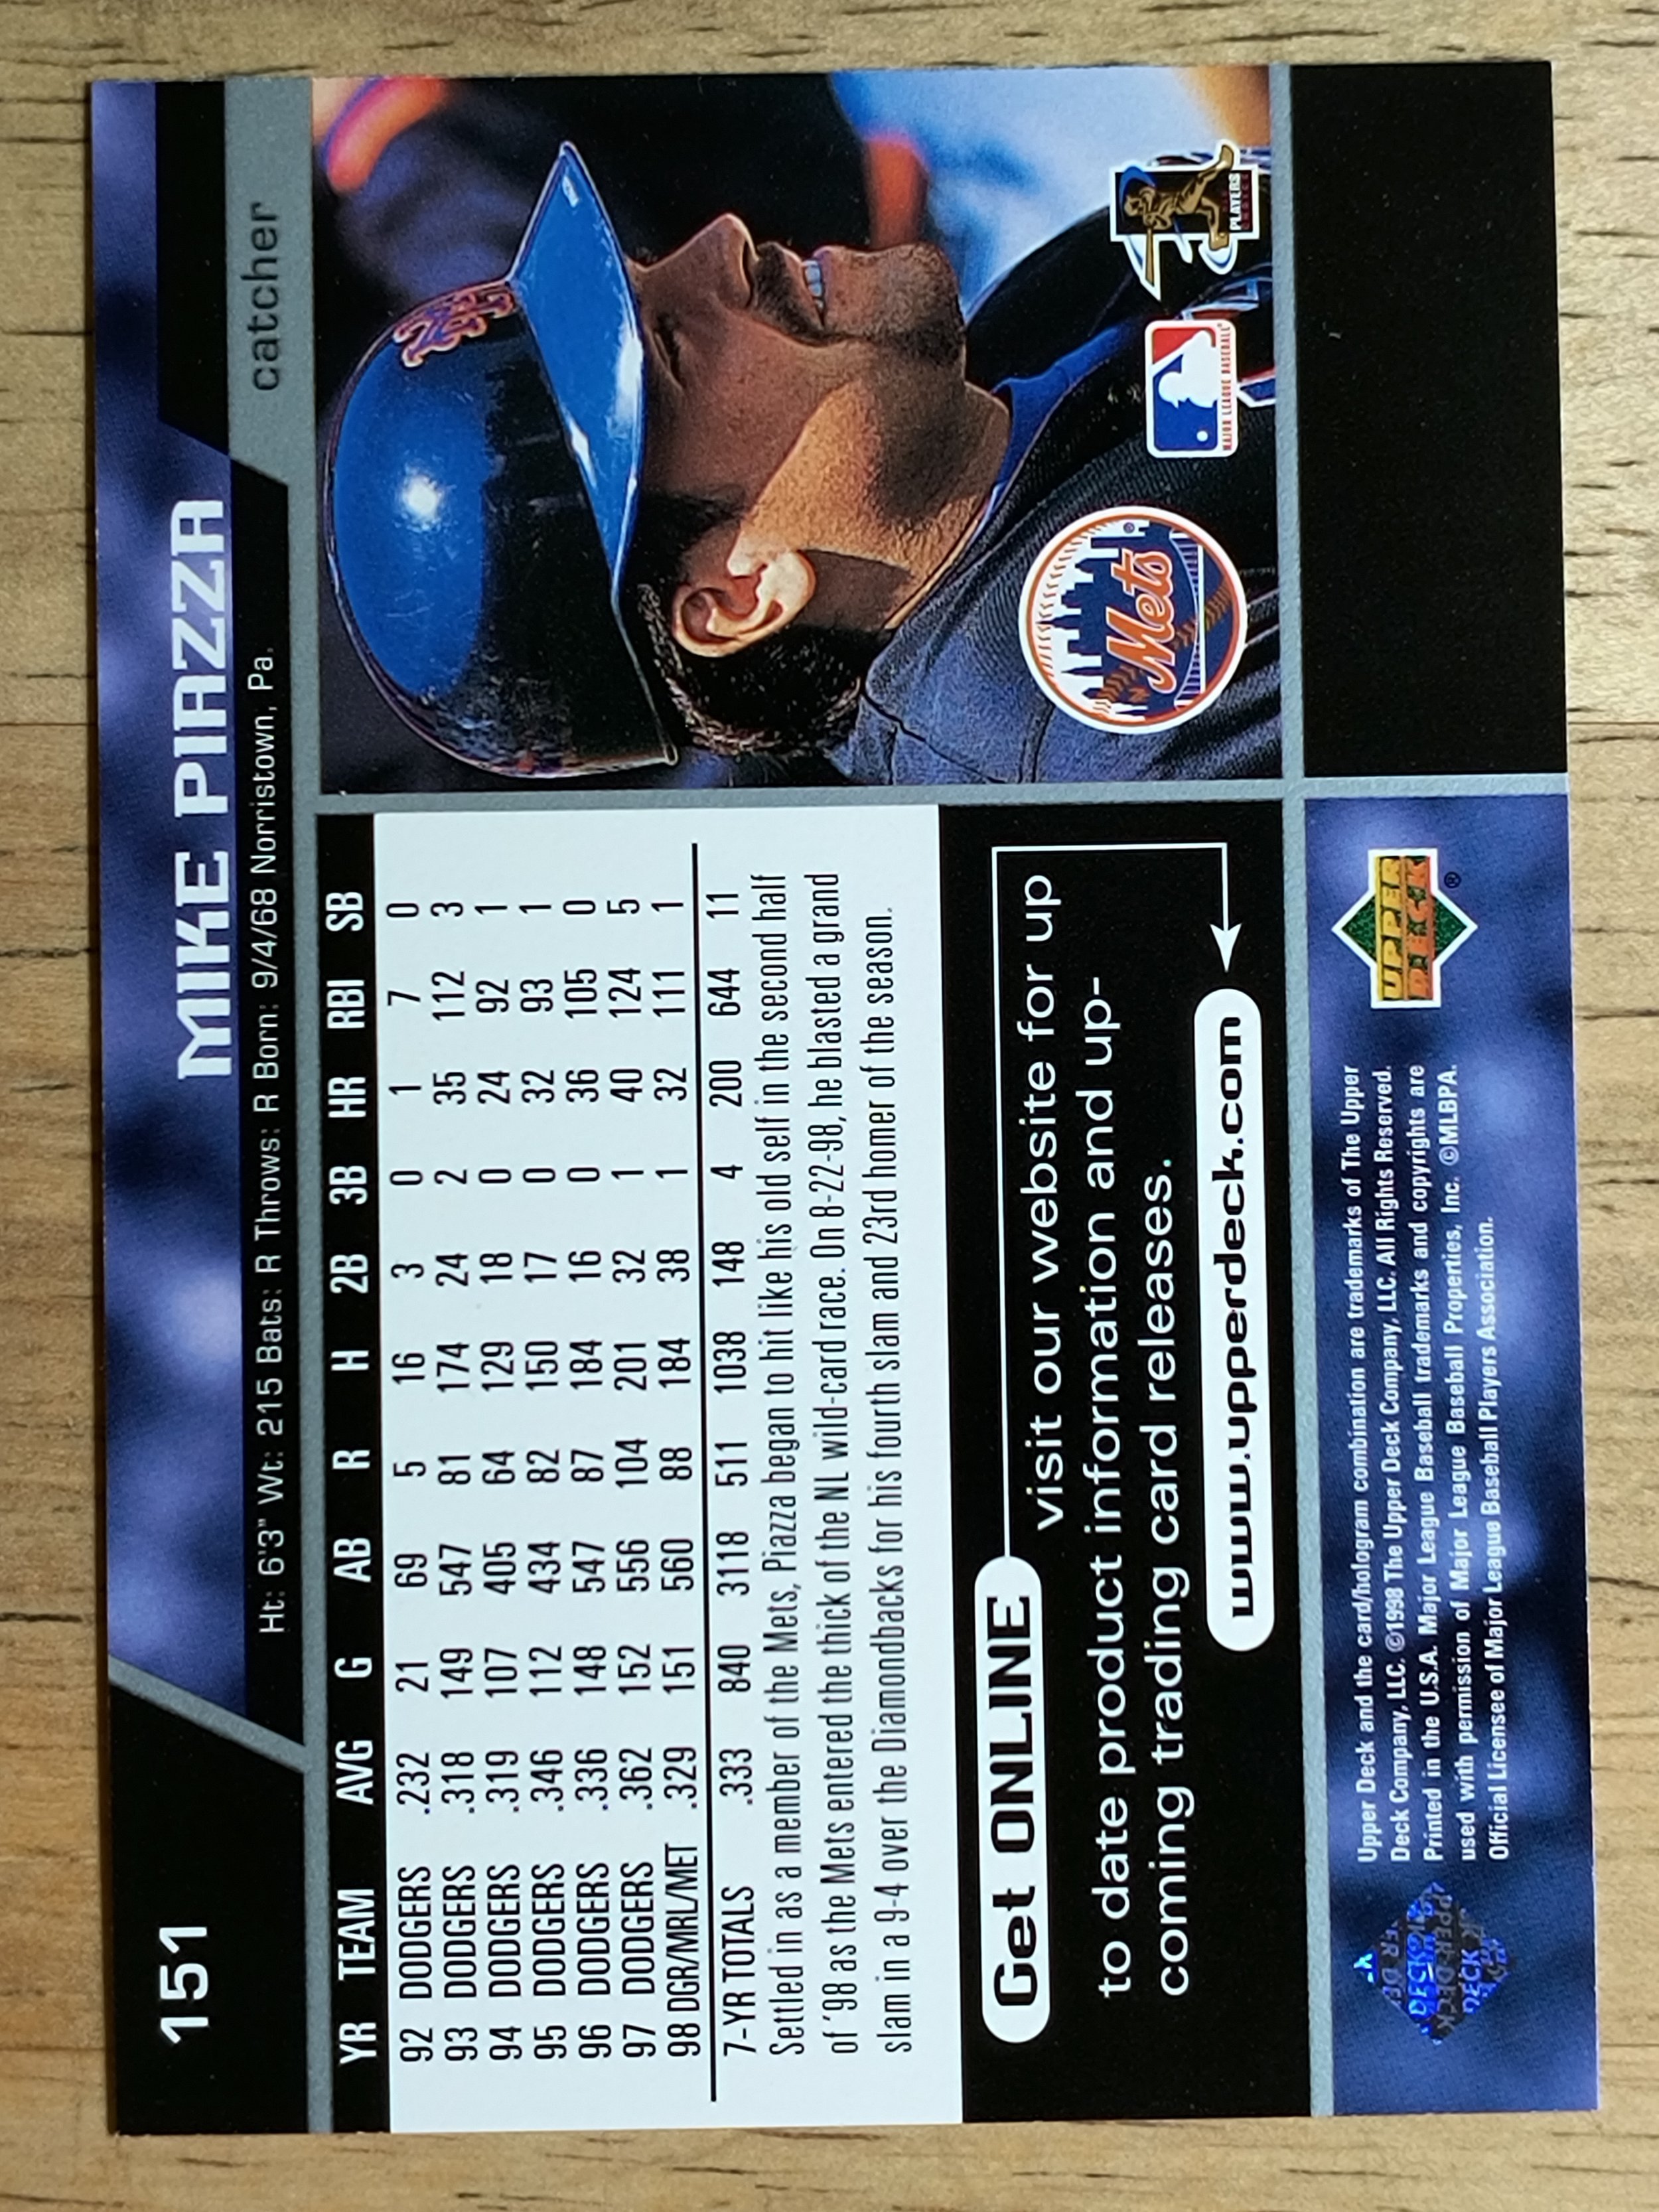 151
MIKE PIAZZA
Ht: 6'3" Wt: 215 Bats: R Throws: R Born: 9/4/68 Norristown, Pa.
catcher
YR TEAM AVG G AB R H 2B 3B HR RBI SB
92 DODGERS .232 21 69 5 16 3 0 1 7 0
93 DODGERS .318 149 547 81 174 24 2 35 112 3
94 DODGERS .319 107 405 64 129 18 0 24 92 1
95 DODGERS .346 112 434 82 150 17 0 32 93 1
96 DODGERS .336 148 547 87 184 16 0 36 105 0
97 DODGERS .362 152 556 104 201 32 1 40 124 5
98 DGR/MRL/MET .329 151 560 88 184 38 1 32 111 1
7-YR TOTALS .333 840 3118 511 1038 148 4 200 644 11
Settled in as a member of the Mets, Piazza began to hit like his old self in the second half
of '98 as the Mets entered the thick of the NL wild-card race. On 8-22-98, he blasted a grand
slam in a 9-4 over the Diamondbacks for his fourth slam and 23rd homer of the season.
Get ONLINE
visit our website for up
to date product information and up-
coming trading card releases.
www.upperdeck.com
NY
Mets
MAJOR LEAGUE BASEBALL
PLAYERS
CHOICE
Upper Deck and the card/hologram combination are trademarks of The Upper
Deck Company, LLC. ©1998 The Upper Deck Company, LLC. All Rights Reserved.
Printed in the U.S.A. Major League Baseball trademarks and copyrights are
used with permission of Major League Baseball Properties, Inc. ©MLBPA.
Official Licensee of Major League Baseball Players Association.
UPPER
DECK
®